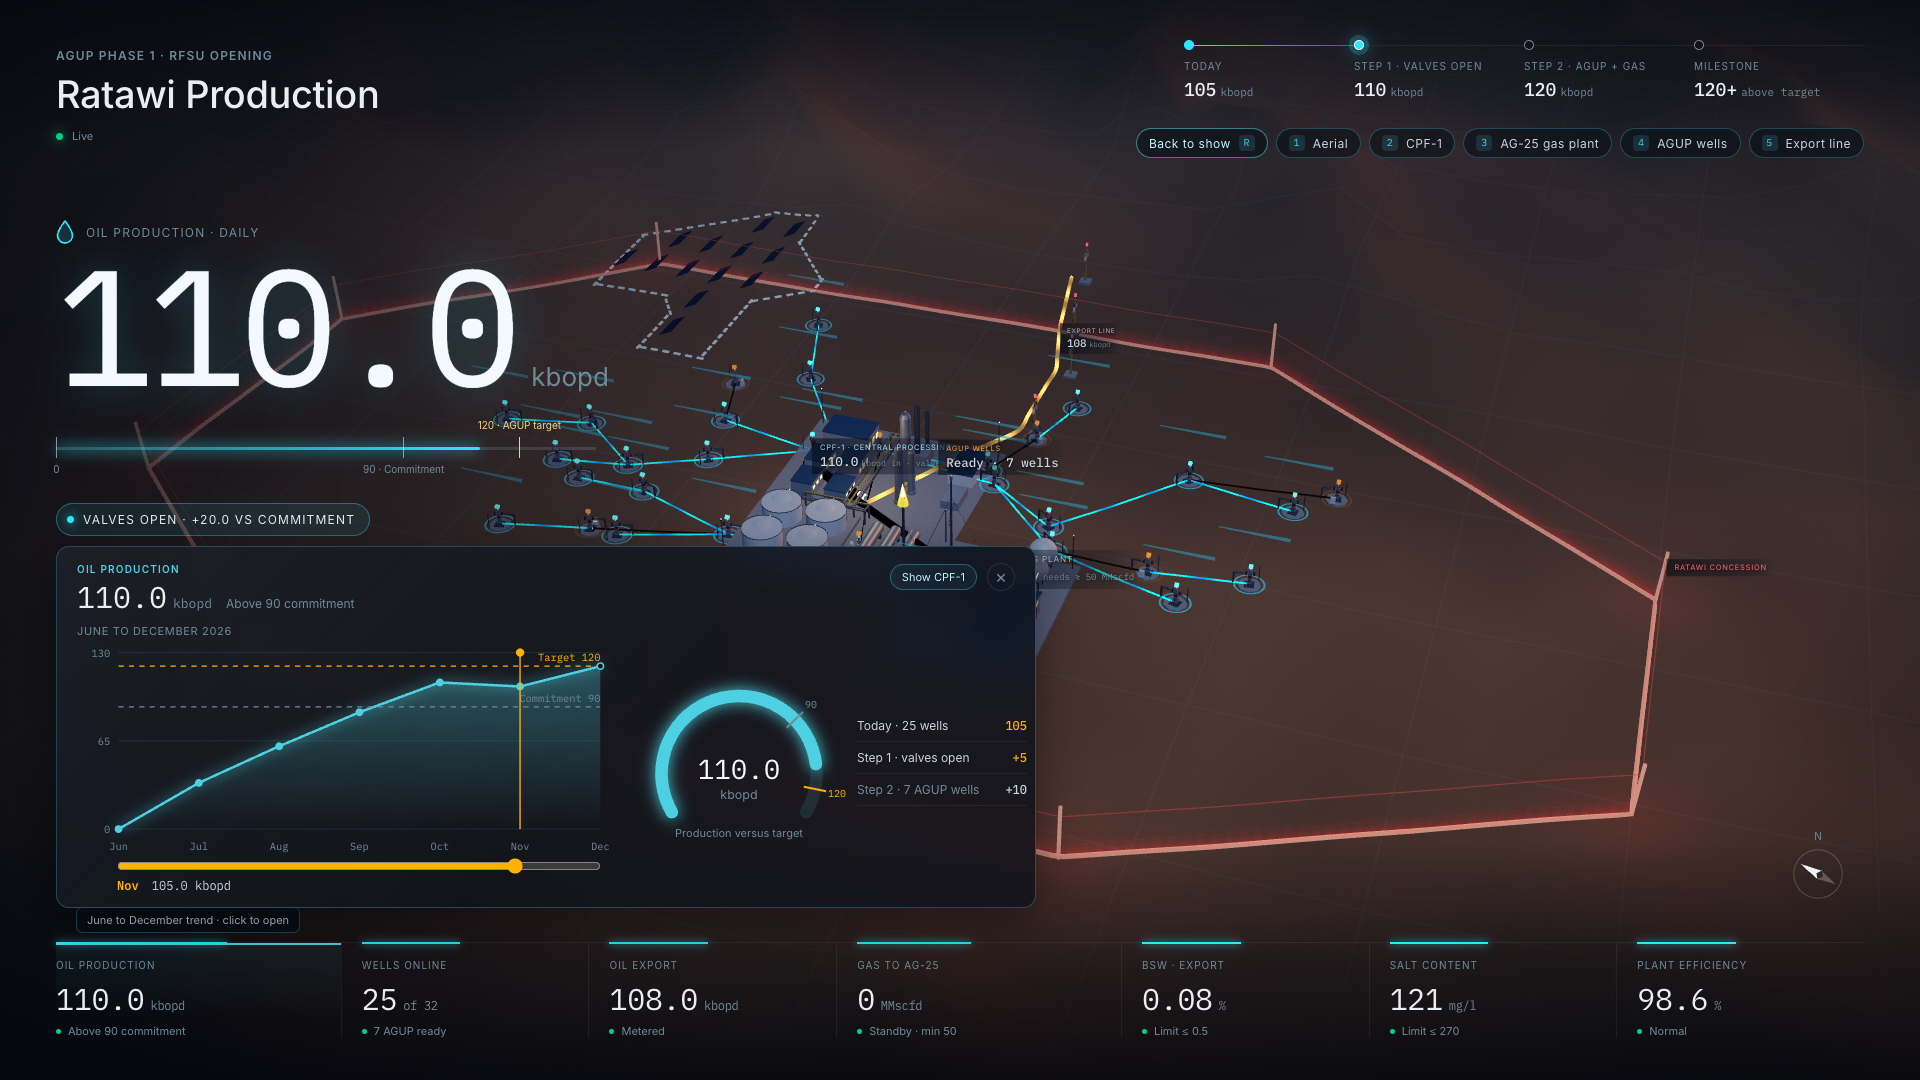 AGUP PHASE 1 · RFSU OPENING
Ratawi Production
Live
TODAY
105 kbopd
STEP 1 · VALVES OPEN
110 kbopd
STEP 2 · AGUP + GAS
120 kbopd
MILESTONE
120+ above target
Back to show R
1 Aerial
2 CPF-1
3 AG-25 gas plant
4 AGUP wells
5 Export line
OIL PRODUCTION · DAILY
110.0 kbopd
120 · AGUP target
0
90 · Commitment
VALVES OPEN · +20.0 VS COMMITMENT
EXPORT LINE
108 kbopd
CPF-1 · CENTRAL PROCESSI
110.0 kbopd in · val
AGUP WELLS
Ready · 7 wells
PLANT
needs ≥ 50 MMscfd
RATAWI CONCESSION
N
OIL PRODUCTION
110.0 kbopd Above 90 commitment
Show CPF-1 ×
JUNE TO DECEMBER 2026
130
65
0
Target 120
Commitment 90
Jun Jul Aug Sep Oct Nov Dec
Nov 105.0 kbopd
90
120
110.0
kbopd
Production versus target
Today · 25 wells 105
Step 1 · valves open +5
Step 2 · 7 AGUP wells +10
June to December trend · click to open
OIL PRODUCTION
110.0 kbopd
Above 90 commitment
WELLS ONLINE
25 of 32
7 AGUP ready
OIL EXPORT
108.0 kbopd
Metered
GAS TO AG-25
0 MMscfd
Standby · min 50
BSW · EXPORT
0.08 %
Limit ≤ 0.5
SALT CONTENT
121 mg/l
Limit ≤ 270
PLANT EFFICIENCY
98.6 %
Normal